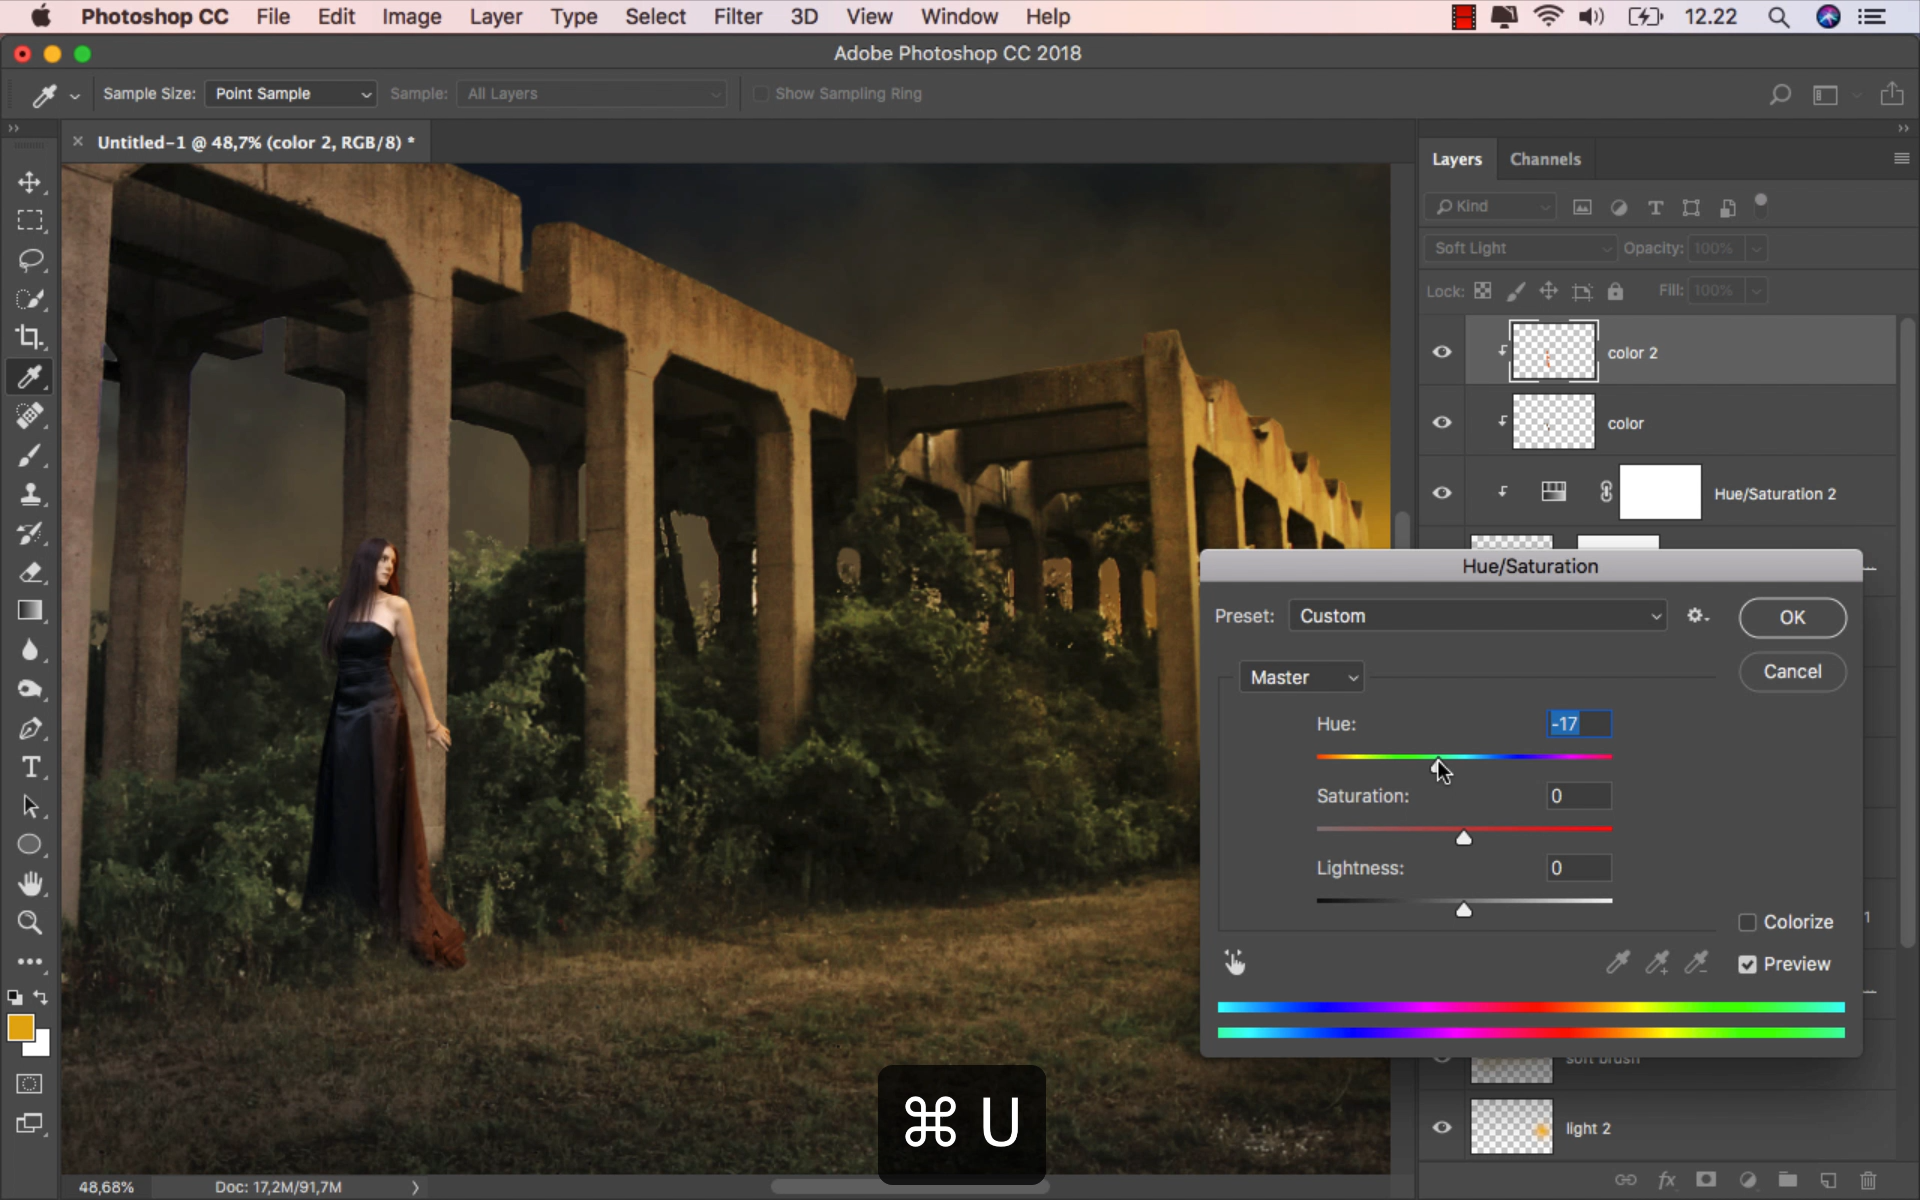 Photoshop CC File Edit Image Layer Type Select Filter 3D View Window Help 12.22
Adobe Photoshop CC 2018
Sample Size: Point Sample Sample: All Layers Show Sampling Ring
Untitled-1 @ 48,7% (color 2, RGB/8) *
Layers Channels
Kind
Soft Light Opacity: 100%
Lock: Fill: 100%
color 2
color
Hue/Saturation 2
Hue/Saturation
Preset: Custom OK
Master Cancel
Hue: -17
Saturation: 0
Lightness: 0
Colorize
1
Preview
soft brush
⌘ U
light 2
48,68% Doc: 17,2M/91,7M